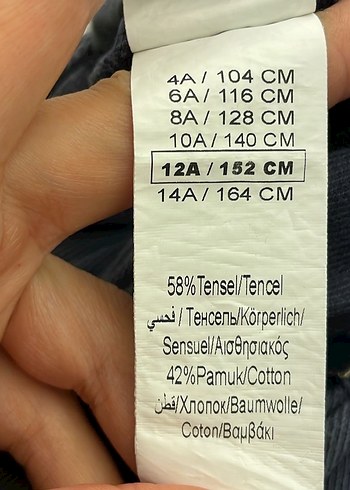 4A / 104 CM
6A / 116 CM
8A / 128 CM
10A / 140 CM
12A / 152 CM
14A / 164 CM
58%Tensel/Tencel
فحسي / Тенсель/Körperlich/
Sensuel/Αισθησιακός
42%Pamuk/Cotton
قطن/Хлопок/Baumwolle/
Coton/Βαμβάκι